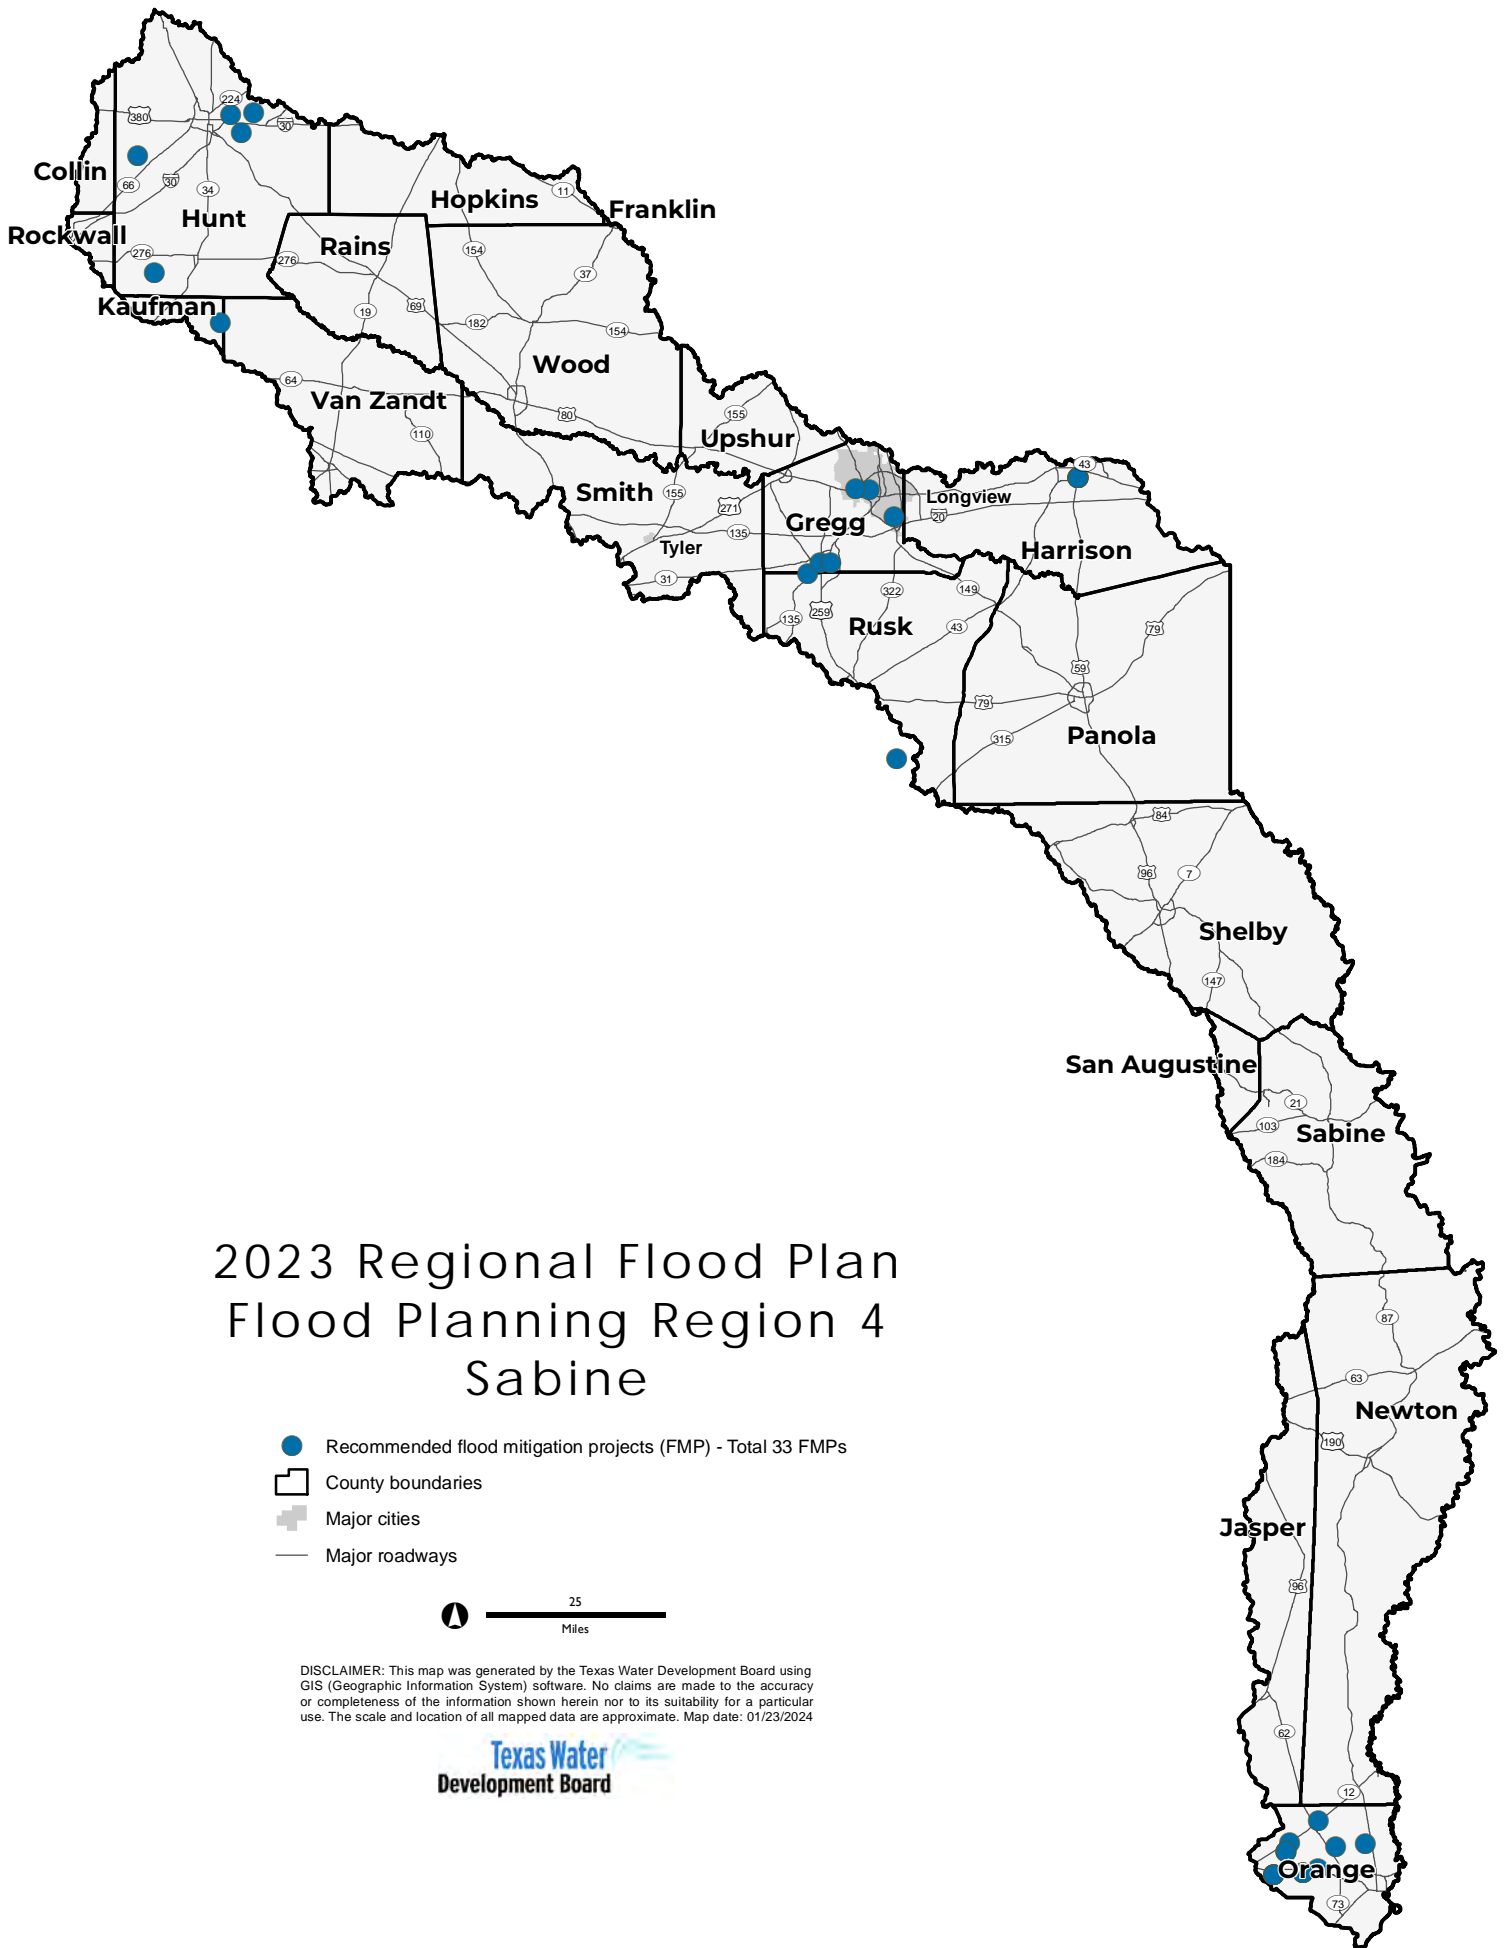 224
380
30
Collin
66
30
34
11
Hopkins
Franklin
Hunt
Rockwall
Rains
276
276
154
37
Kaufman
69
19
182
154
Wood
64
Van Zandt
80
155
110
Upshur
43
Smith
155
Longview
271
20
Gregg
135
Tyler
Harrison
31
149
322
259
135
Rusk
43
79
59
79
315
Panola
84
96
7
Shelby
147
San Augustine
21
103
Sabine
184
2023 Regional Flood Plan
Flood Planning Region 4
Sabine
87
63
Newton
190
Recommended flood mitigation projects (FMP) - Total 33 FMPs
County boundaries
Major cities
Major roadways
Jasper
96
25
Miles
DISCLAIMER: This map was generated by the Texas Water Development Board using
GIS (Geographic Information System) software. No claims are made to the accuracy
or completeness of the information shown herein nor to its suitability for a particular
use. The scale and location of all mapped data are approximate. Map date: 01/23/2024
Texas Water
Development Board
62
12
Orange
73